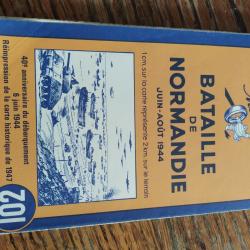 BATAILLE
DE
NORMANDIE
JUIN-AOÛT 1944
1 cm. sur la carte représente 2 km. sur le terrain
40e anniversaire du débarquement
6 juin 1944
Réimpression de la carte historique de 1947
102